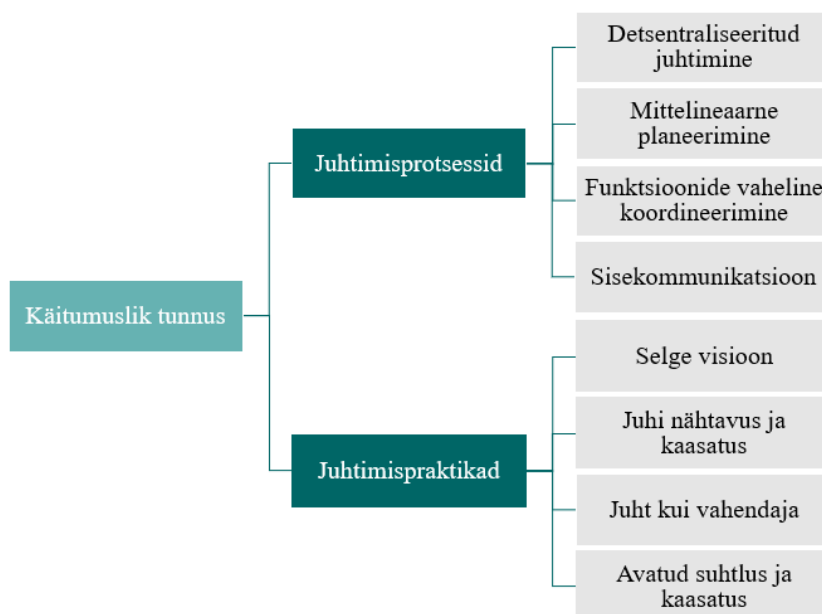 Käitumuslik tunnus
Juhtimisprotsessid
Detsentraliseeritud
juhtimine
Mittelineaarne
planeerimine
Funktsioonide vaheline
koordineerimine
Sisekommunikatsioon
Juhtimispraktikad
Selge visioon
Juhi nähtavus ja
kaasatus
Juht kui vahendaja
Avatud suhtlus ja
kaasatus